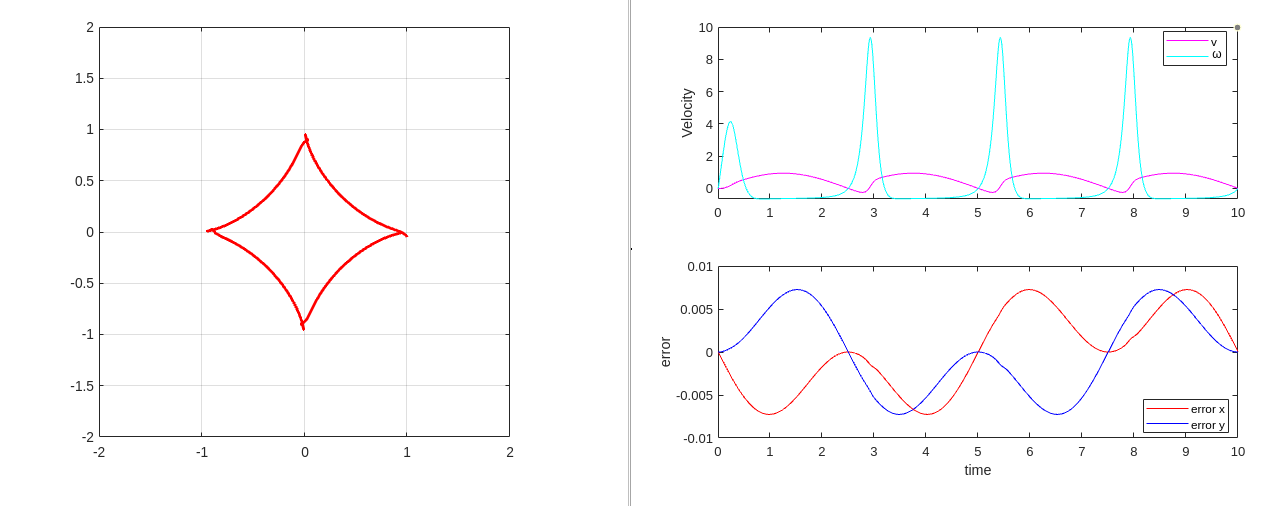 2
1.5
1
0.5
0
-0.5
-1
-1.5
-2
-2 -1 0 1 2
10
8
6
4
2
0
Velocity
v
ω
0 1 2 3 4 5 6 7 8 9 10
0.01
0.005
0
-0.005
-0.01
error
error x
error y
0 1 2 3 4 5 6 7 8 9 10
time